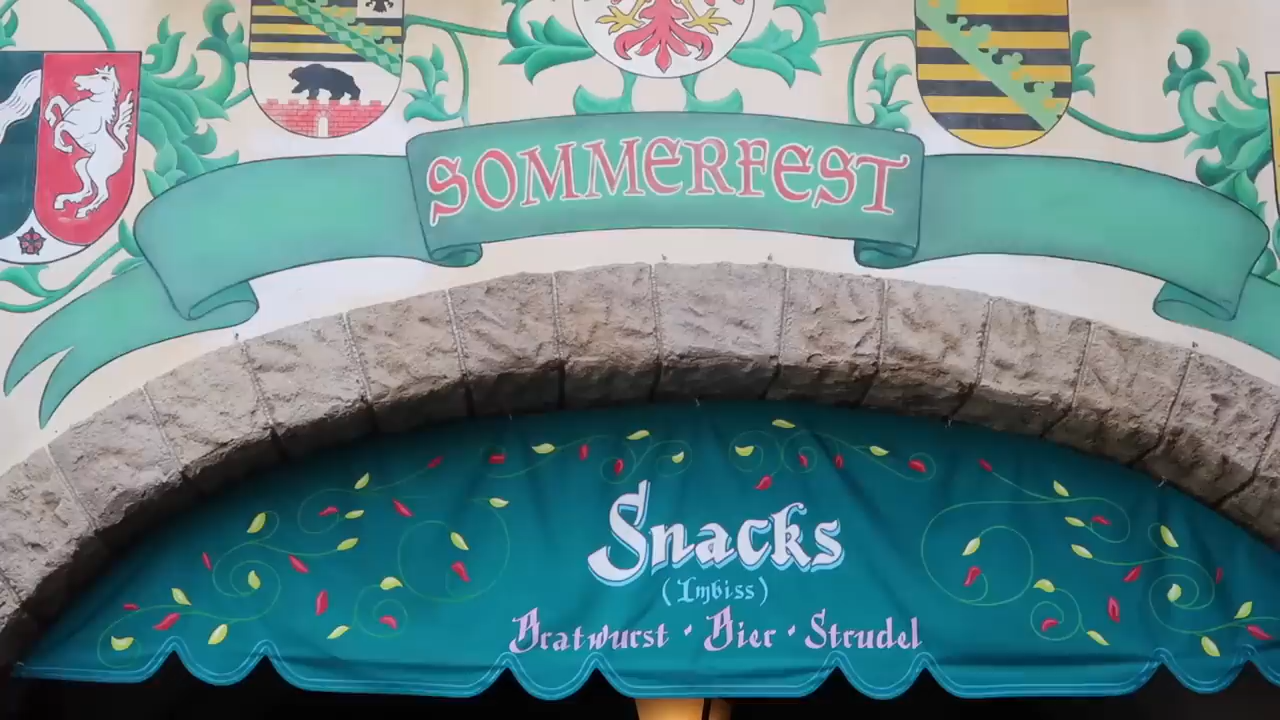 SOMMERFEST
Snacks
(Imbiss)
Bratwurst · Bier · Strudel